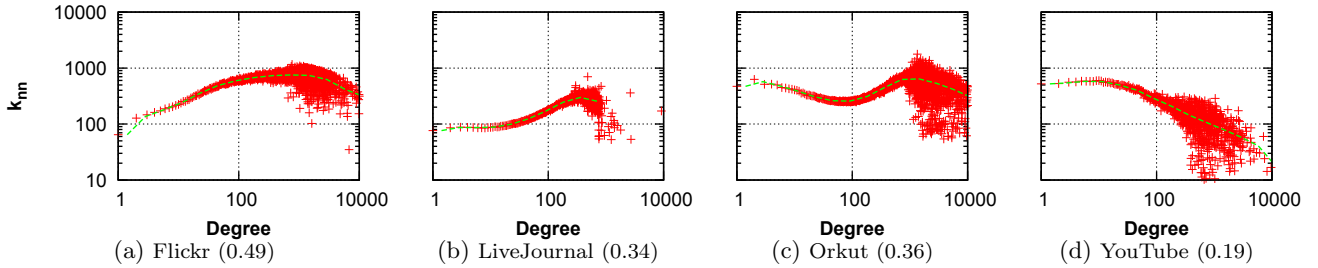 10000
1000
100
10
k_nn
1 100 10000 1 100 10000 1 100 10000 1 100 10000
Degree Degree Degree Degree
(a) Flickr (0.49) (b) LiveJournal (0.34) (c) Orkut (0.36) (d) YouTube (0.19)